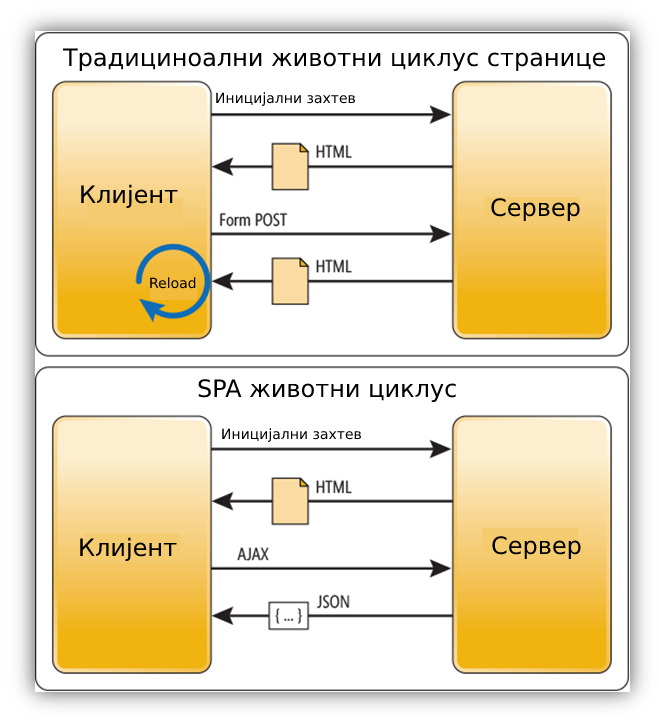 Традициноални животни циклус странице
Иницијални захтев
HTML
Клијент
Сервер
Form POST
HTML
Reload
SPA животни циклус
Иницијални захтев
HTML
Клијент
Сервер
AJAX
JSON
{ ... }